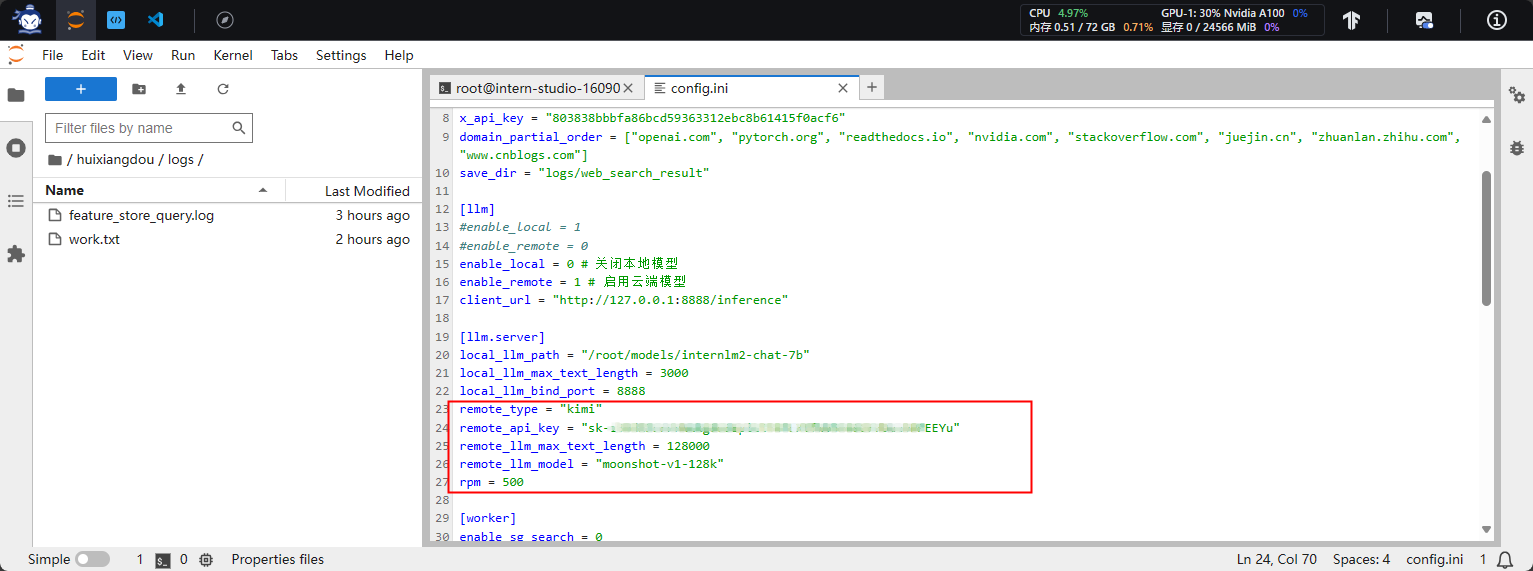 CPU 4.97% GPU-1: 30% Nvidia A100 0%
内存 0.51 / 72 GB 0.71% 显存 0 / 24566 MiB 0%
File Edit View Run Kernel Tabs Settings Help
root@intern-studio-16090
config.ini
Filter files by name
/ huixiangdou / logs /
Name Last Modified
feature_store_query.log 3 hours ago
work.txt 2 hours ago
8 x_api_key = "803838bbbfa86bcd59363312ebc8b61415f0acf6"
9 domain_partial_order = ["openai.com", "pytorch.org", "readthedocs.io", "nvidia.com", "stackoverflow.com", "juejin.cn", "zhuanlan.zhihu.com",
"www.cnblogs.com"]
10 save_dir = "logs/web_search_result"
11
12 [llm]
13 #enable_local = 1
14 #enable_remote = 0
15 enable_local = 0 # 关闭本地模型
16 enable_remote = 1 # 启用云端模型
17 client_url = "http://127.0.0.1:8888/inference"
18
19 [llm.server]
20 local_llm_path = "/root/models/internlm2-chat-7b"
21 local_llm_max_text_length = 3000
22 local_llm_bind_port = 8888
23 remote_type = "kimi"
24 remote_api_key = "sk- EEYu"
25 remote_llm_max_text_length = 128000
26 remote_llm_model = "moonshot-v1-128k"
27 rpm = 500
28
29 [worker]
30 enable_sg_search = 0
Simple 1 0 Properties files Ln 24, Col 70 Spaces: 4 config.ini 1